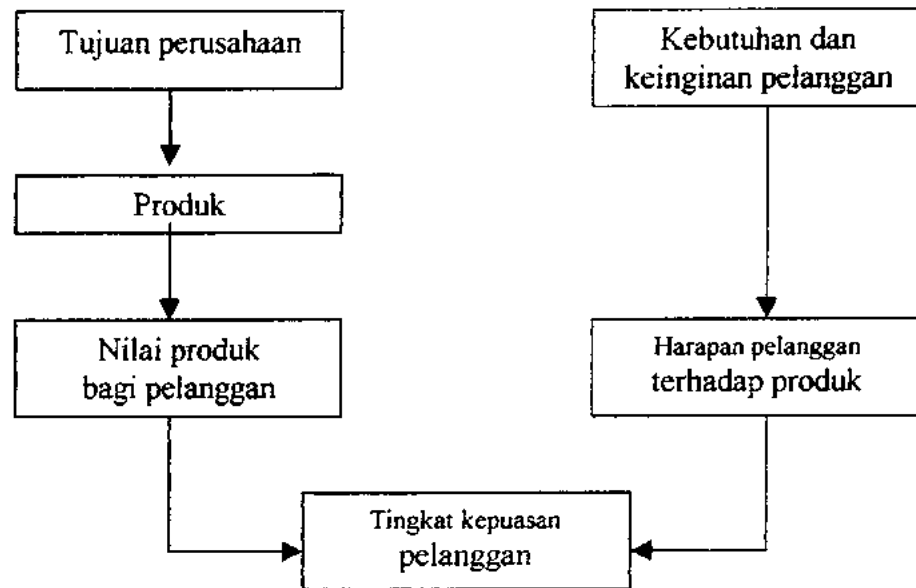 Tujuan perusahaan
Kebutuhan dan
keinginan pelanggan
Produk
Nilai produk
bagi pelanggan
Harapan pelanggan
terhadap produk
Tingkat kepuasan
pelanggan